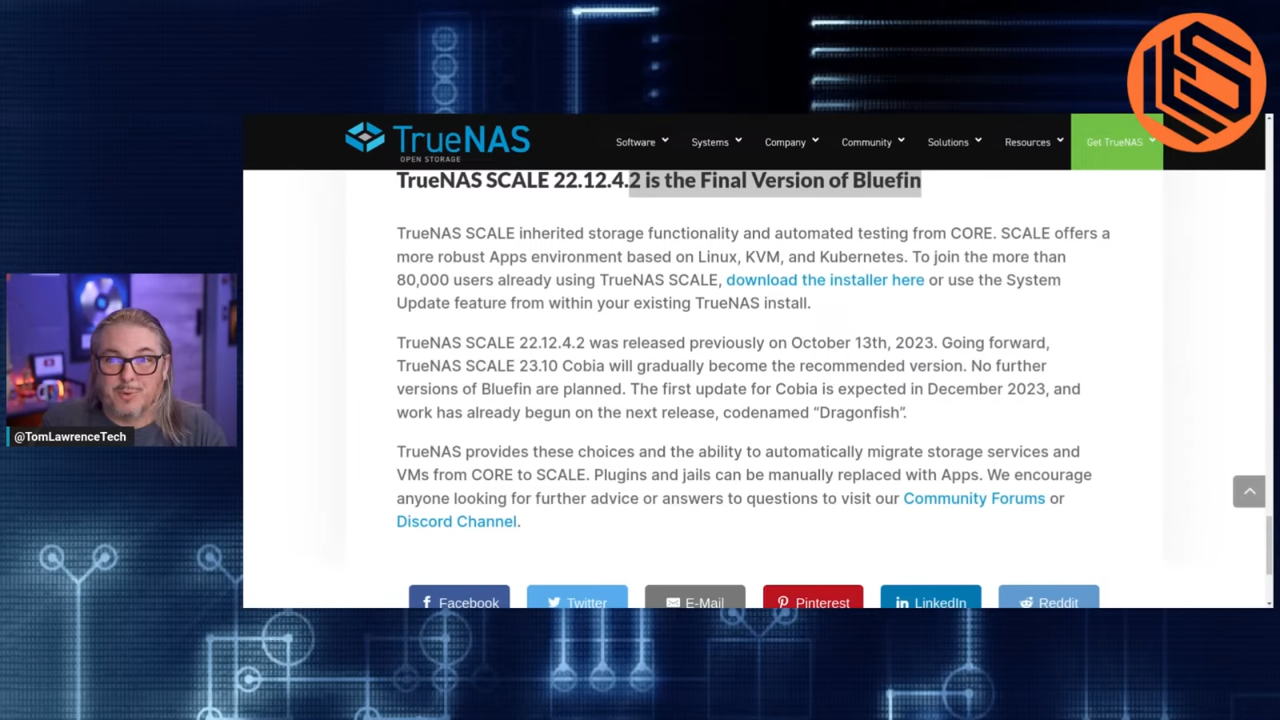 TrueNAS
OPEN STORAGE
Software
Systems
Company
Community
Solutions
Resources
Get TrueNAS
TrueNAS SCALE 22.12.4.2 is the Final Version of Bluefin
TrueNAS SCALE inherited storage functionality and automated testing from CORE. SCALE offers a
more robust Apps environment based on Linux, KVM, and Kubernetes. To join the more than
80,000 users already using TrueNAS SCALE, download the installer here or use the System
Update feature from within your existing TrueNAS install.
TrueNAS SCALE 22.12.4.2 was released previously on October 13th, 2023. Going forward,
TrueNAS SCALE 23.10 Cobia will gradually become the recommended version. No further
versions of Bluefin are planned. The first update for Cobia is expected in December 2023, and
work has already begun on the next release, codenamed “Dragonfish”.
TrueNAS provides these choices and the ability to automatically migrate storage services and
VMs from CORE to SCALE. Plugins and jails can be manually replaced with Apps. We encourage
anyone looking for further advice or answers to questions to visit our Community Forums or
Discord Channel.
@TomLawrenceTech
Facebook
Twitter
E-Mail
Pinterest
LinkedIn
Reddit